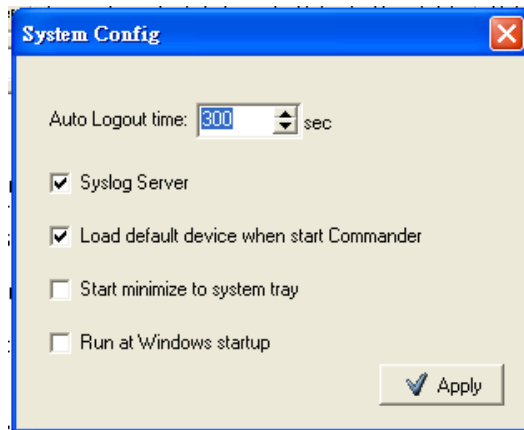 System Config
Auto Logout time: 300 sec
Syslog Server
Load default device when start Commander
Start minimize to system tray
Run at Windows startup
Apply